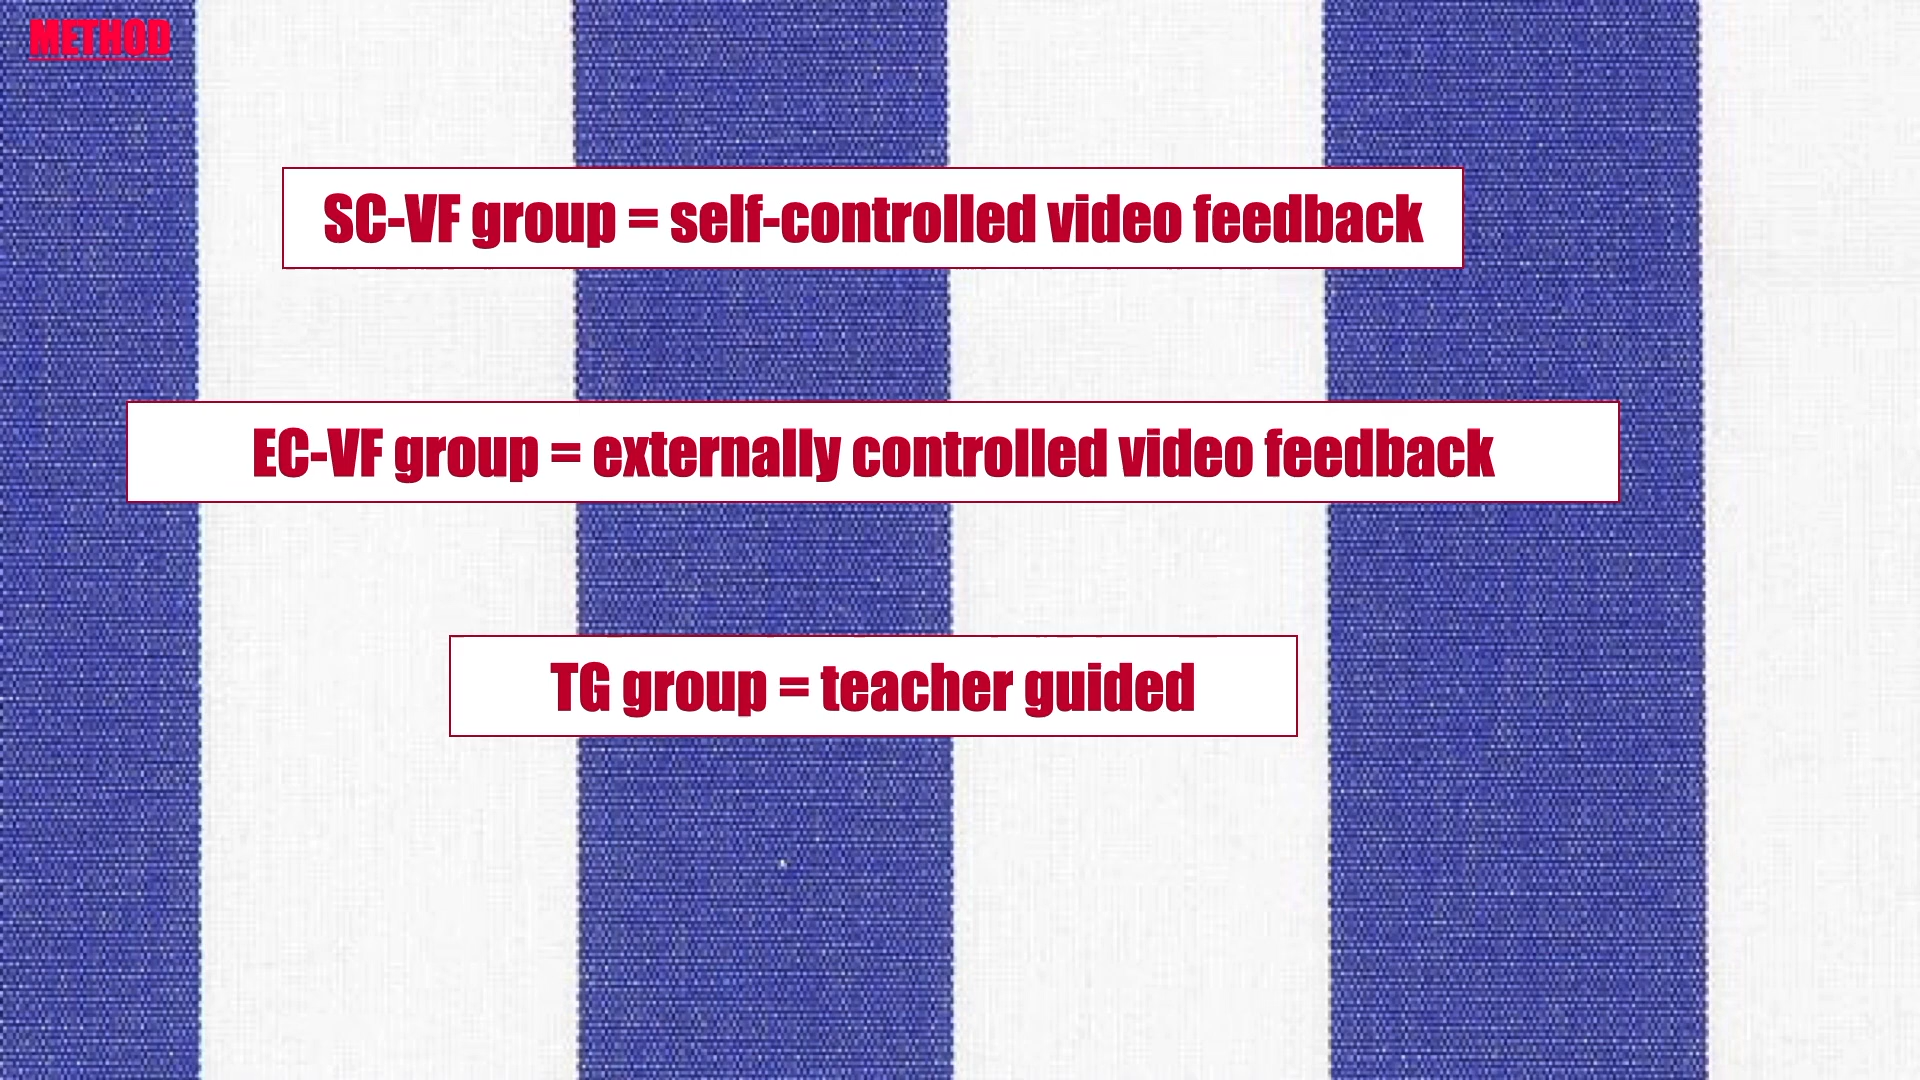 METHOD
SC-VF group = self-controlled video feedback
EC-VF group = externally controlled video feedback
TG group = teacher guided